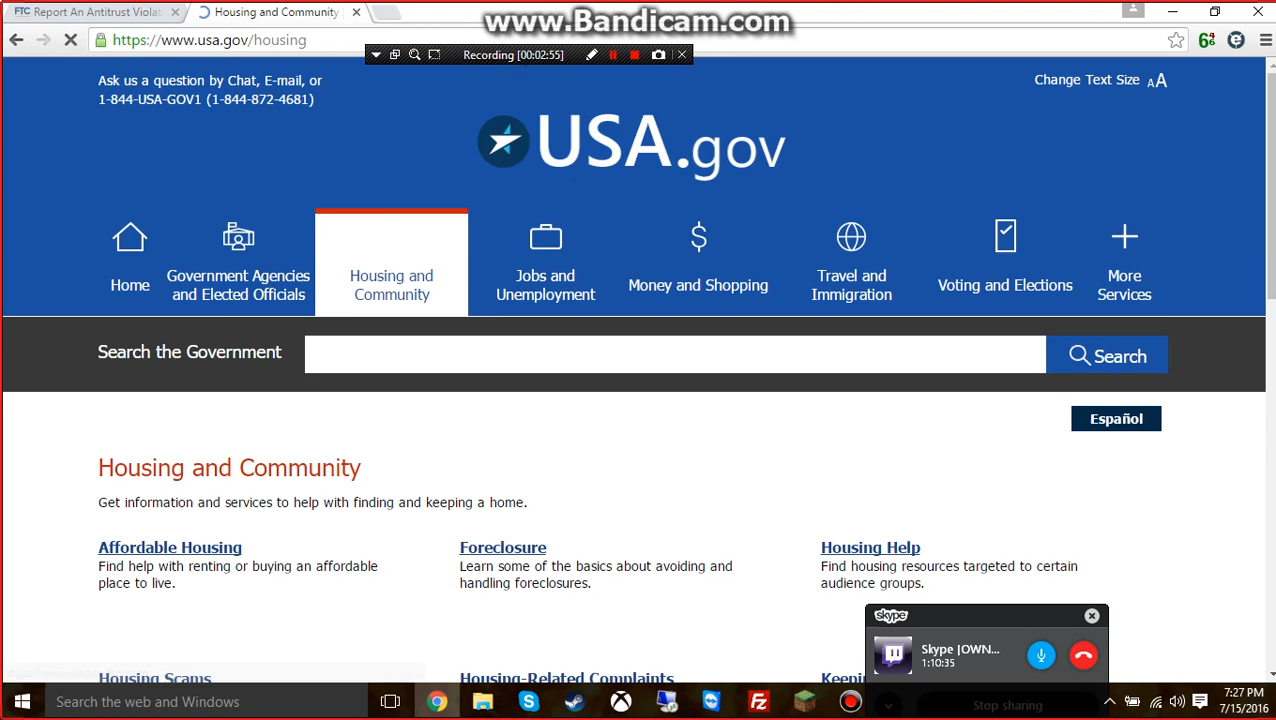 FTC Report An Antitrust Violat
Housing and Community
www.Bandicam.com
https://www.usa.gov/housing
Recording [00:02:55]
Ask us a question by Chat, E-mail, or
1-844-USA-GOV1 (1-844-872-4681)
Change Text Size AA
USA.gov
Home
Government Agencies
and Elected Officials
Housing and
Community
Jobs and
Unemployment
Money and Shopping
Travel and
Immigration
Voting and Elections
More
Services
Search the Government
Search
Español
Housing and Community
Get information and services to help with finding and keeping a home.
Affordable Housing
Find help with renting or buying an affordable
place to live.
Foreclosure
Learn some of the basics about avoiding and
handling foreclosures.
Housing Help
Find housing resources targeted to certain
audience groups.
Housing Scams
Housing-Related Complaints
skype
Skype [OWN...
1:10:35
Stop sharing
Search the web and Windows
7:27 PM
7/15/2016